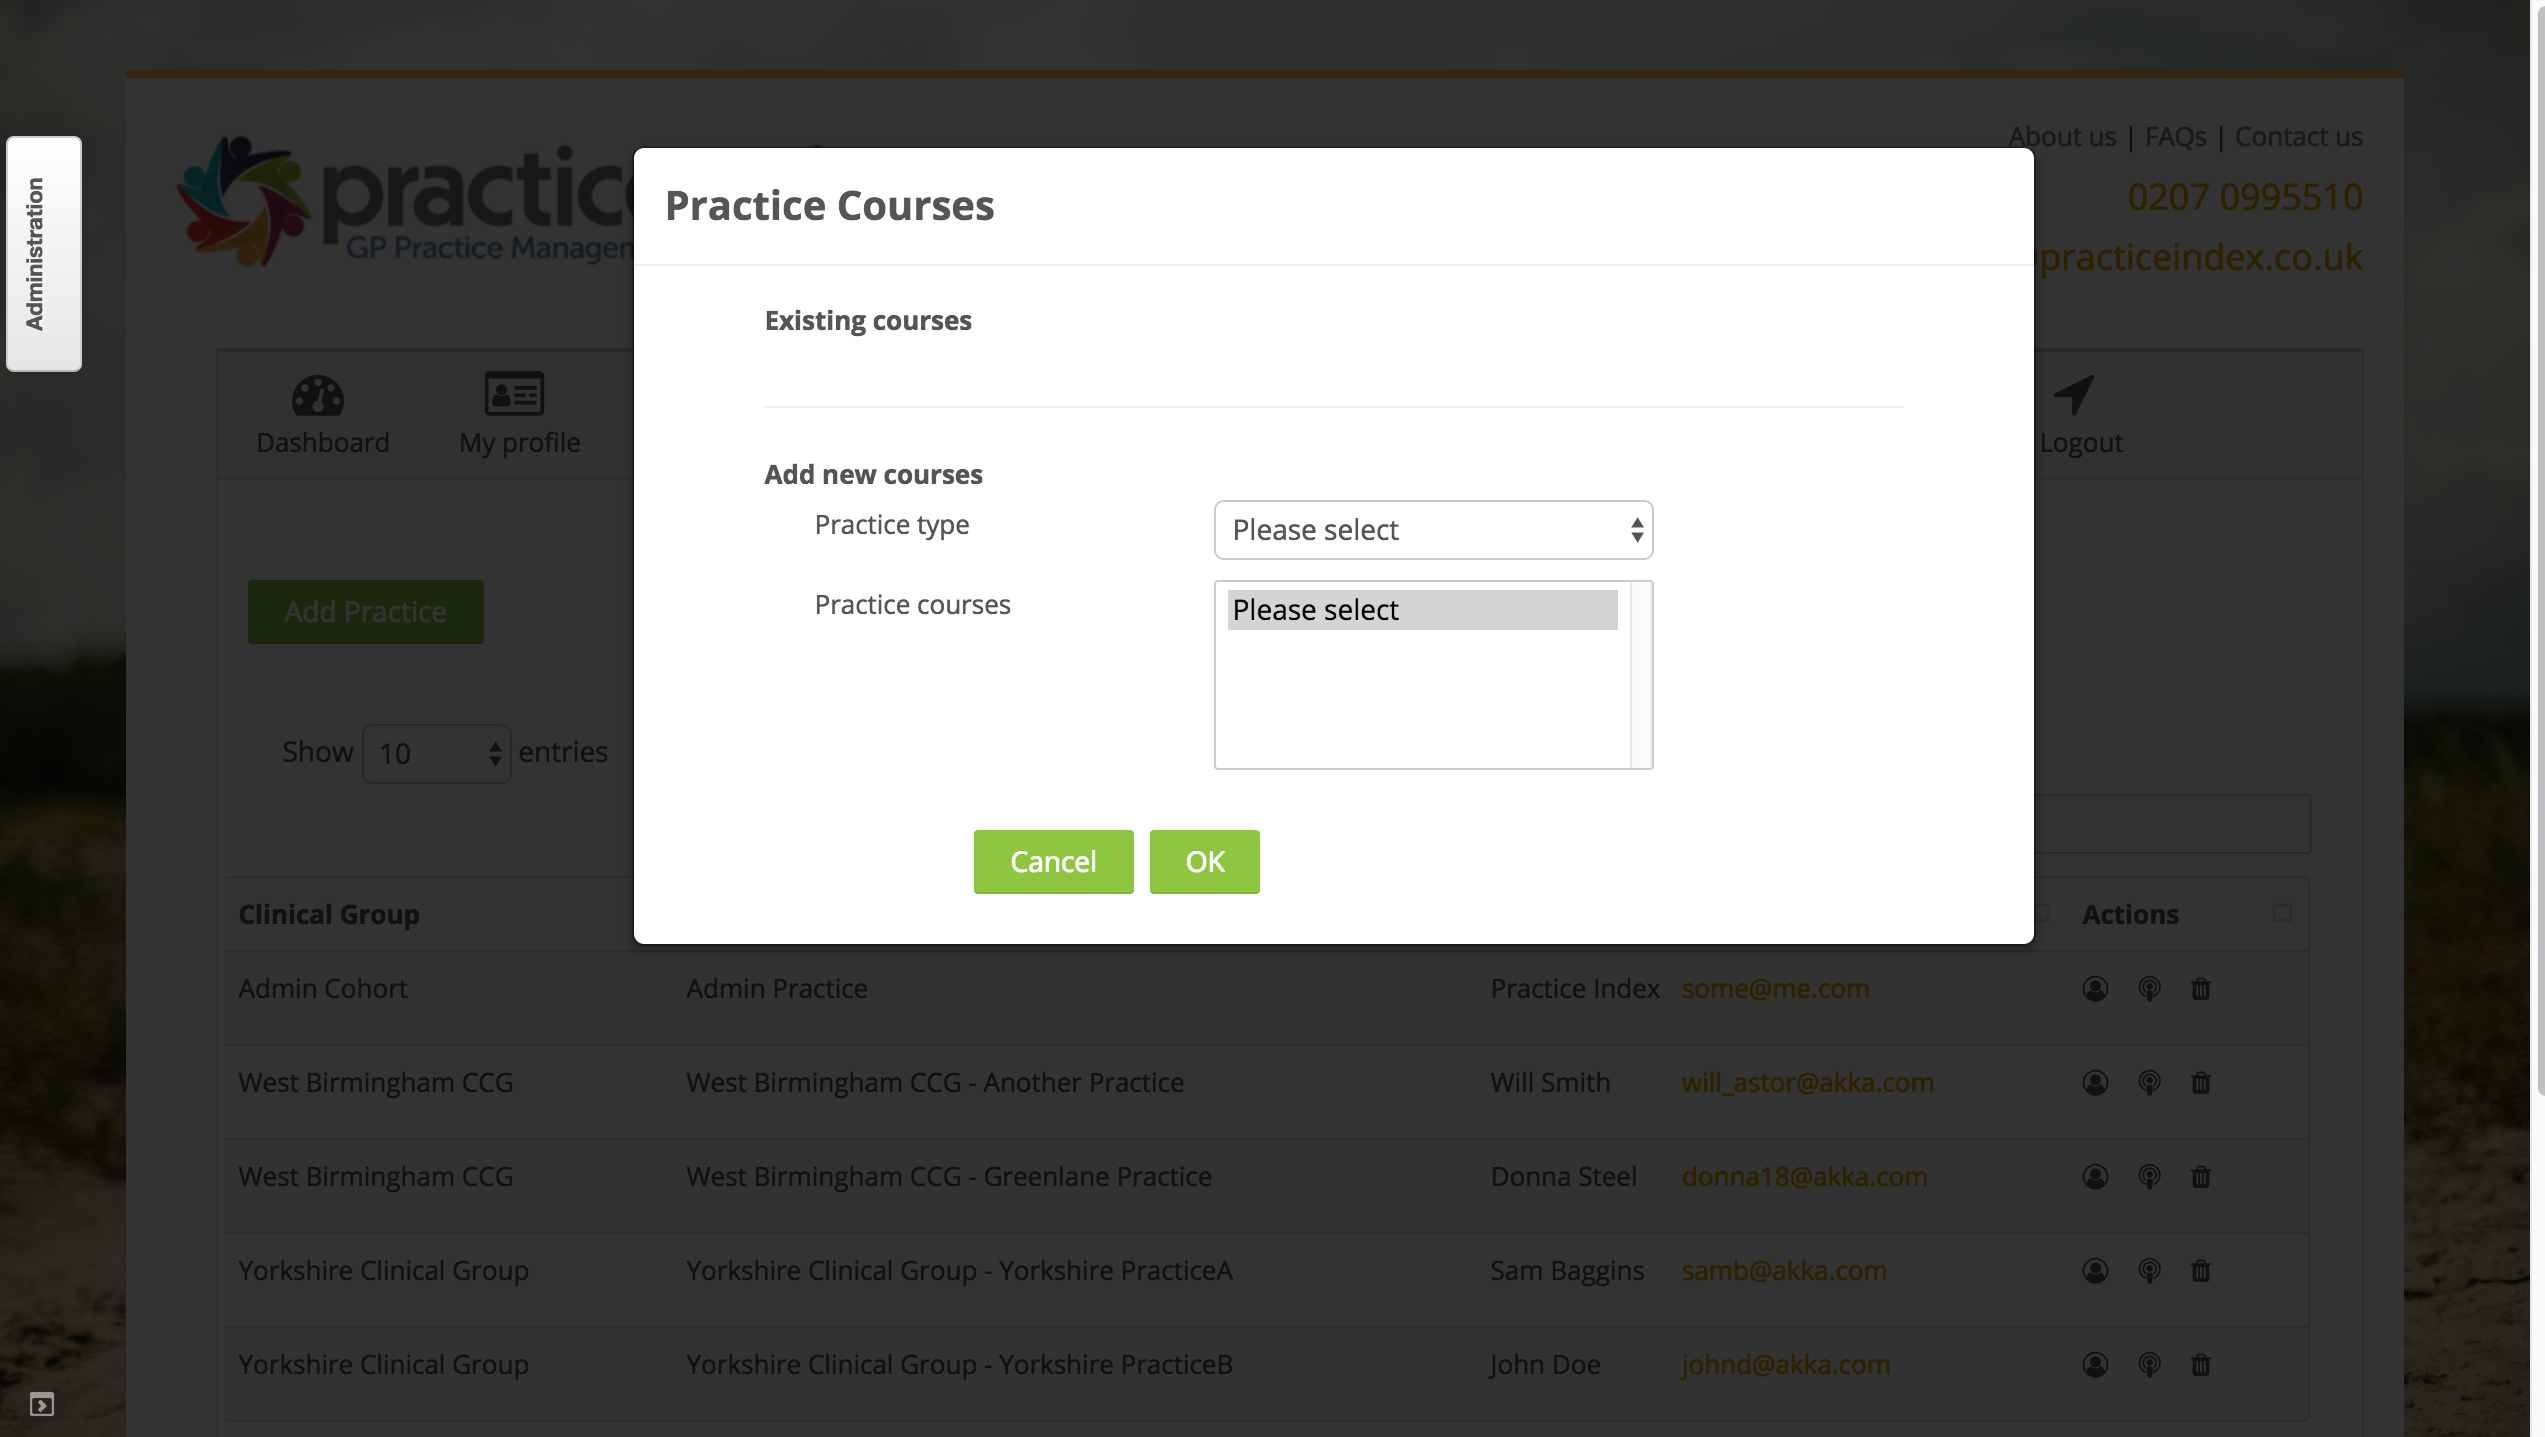 Administration
About us | FAQs | Contact us
0207 0995510
practiceindex.co.uk
GP Practice
Dashboard
My profile
Logout
Practice Courses
Existing courses
Add new courses
Practice type
Please select
Practice courses
Please select
Cancel
OK
Add Practice
Show 10 entries
Clinical Group
Actions
Admin Cohort Admin Practice Practice Index some@me.com
West Birmingham CCG West Birmingham CCG - Another Practice Will Smith will_astor@akka.com
West Birmingham CCG West Birmingham CCG - Greenlane Practice Donna Steel donna18@akka.com
Yorkshire Clinical Group Yorkshire Clinical Group - Yorkshire PracticeA Sam Baggins samb@akka.com
Yorkshire Clinical Group Yorkshire Clinical Group - Yorkshire PracticeB John Doe johnd@akka.com